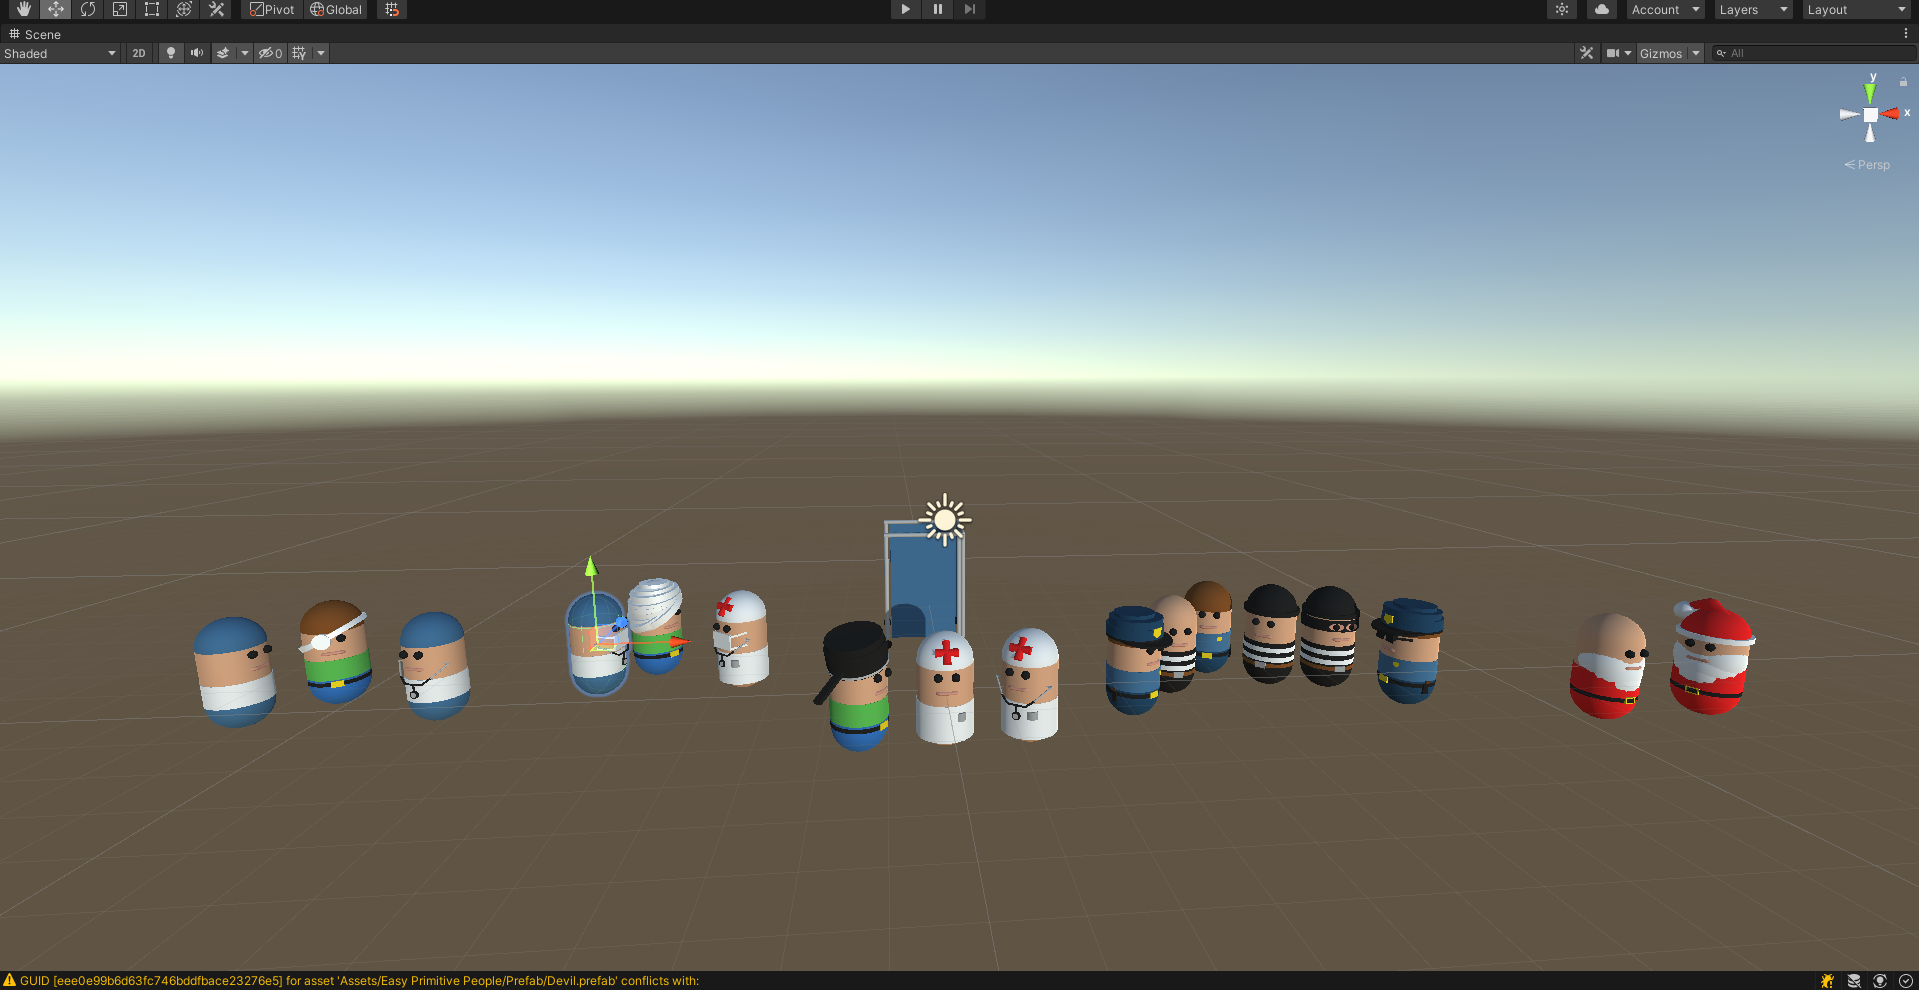 Pivot Global Account Layers Layout
Scene
Shaded 2D 0 Gizmos All
y
x
Persp
GUID [eee0e99b6d63fc746bddfbace23276e5] for asset 'Assets/Easy Primitive People/Prefab/Devil.prefab' conflicts with: